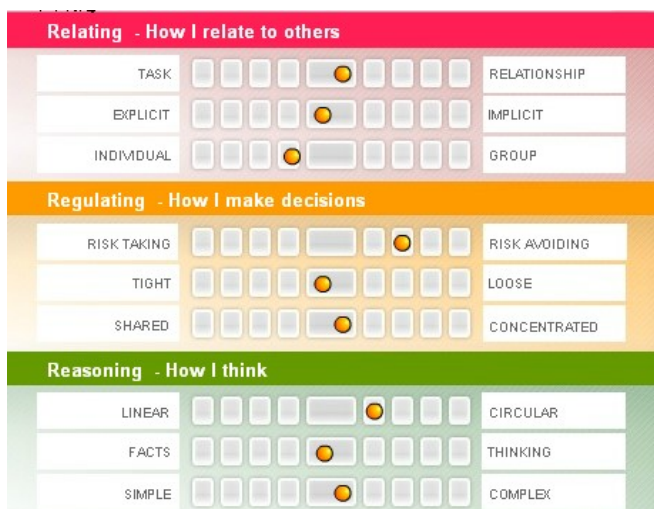 Relating - How I relate to others
TASK RELATIONSHIP
EXPLICIT IMPLICIT
INDIVIDUAL GROUP
Regulating - How I make decisions
RISK TAKING RISK AVOIDING
TIGHT LOOSE
SHARED CONCENTRATED
Reasoning - How I think
LINEAR CIRCULAR
FACTS THINKING
SIMPLE COMPLEX